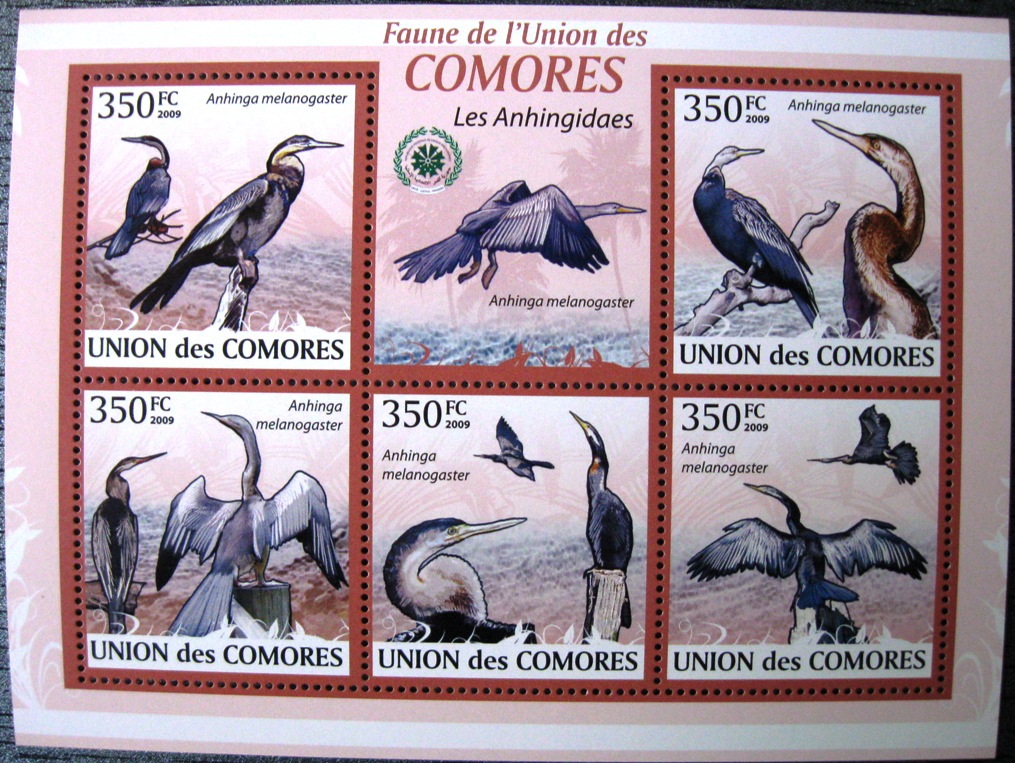 Faune de l'Union des
COMORES
Les Anhingidaes
350 FC
2009
Anhinga melanogaster
UNION des COMORES
Anhinga melanogaster
350 FC
2009
Anhinga melanogaster
UNION des COMORES
350 FC
2009
Anhinga
melanogaster
UNION des COMORES
350 FC
2009
Anhinga
melanogaster
UNION des COMORES
350 FC
2009
Anhinga
melanogaster
UNION des COMORES